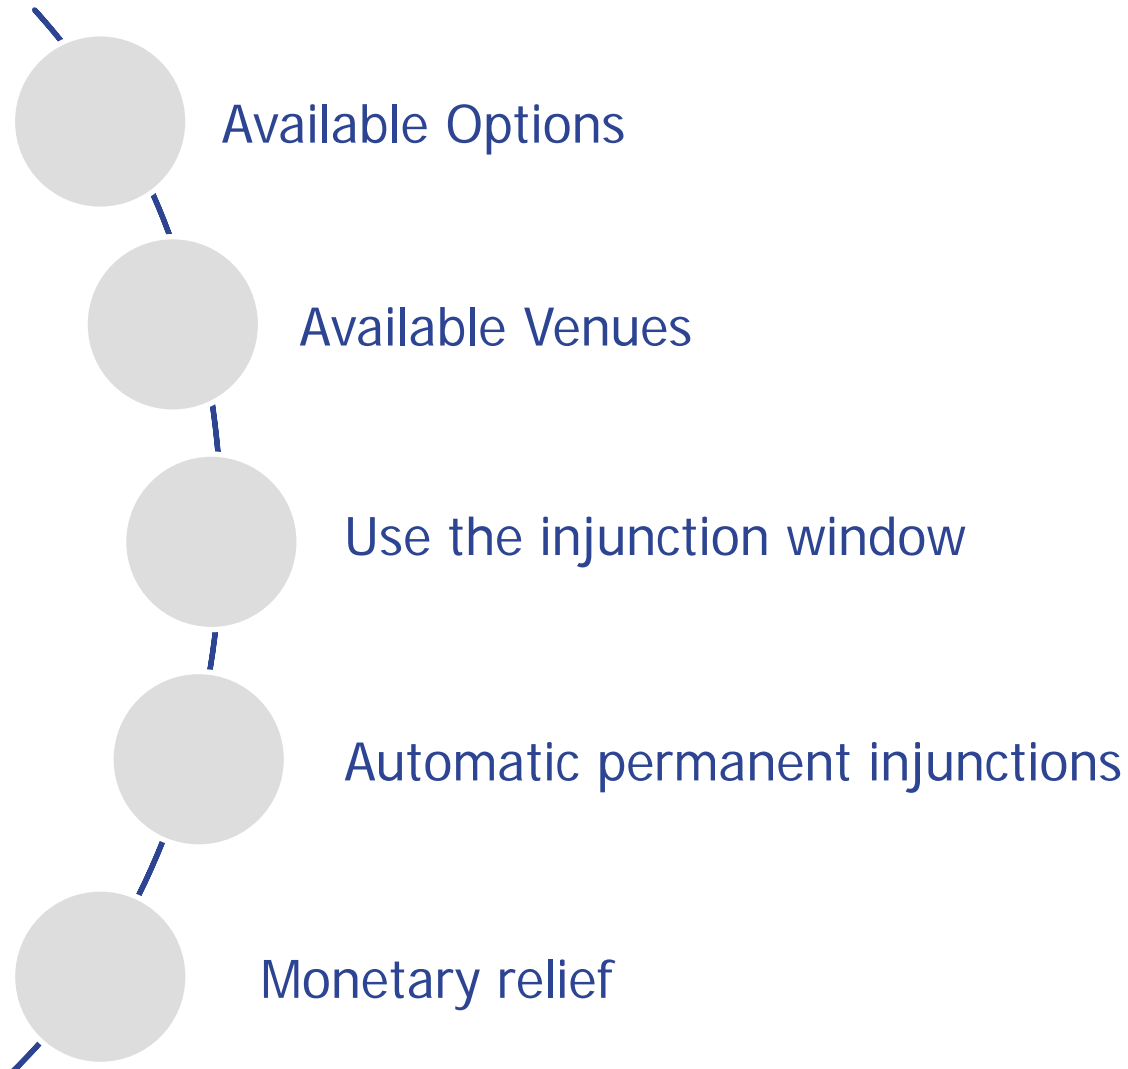 Available Options
Available Venues
Use the injunction window
Automatic permanent injunctions
Monetary relief